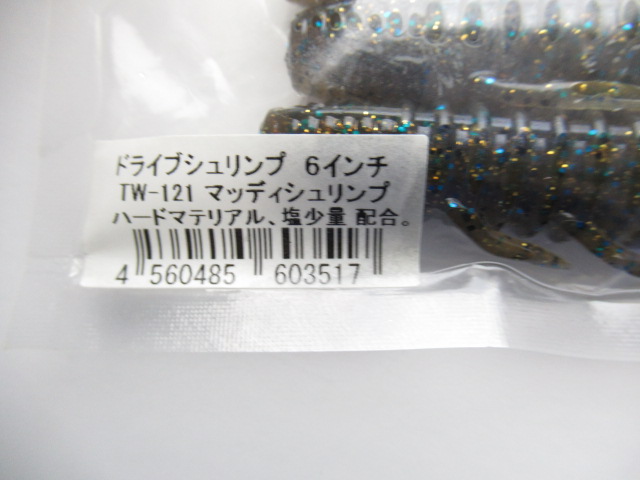 ドライブシュリンプ 6インチ
TW-121 マッディシュリンプ
ハードマテリアル、塩少量 配合。
4 560485 603517